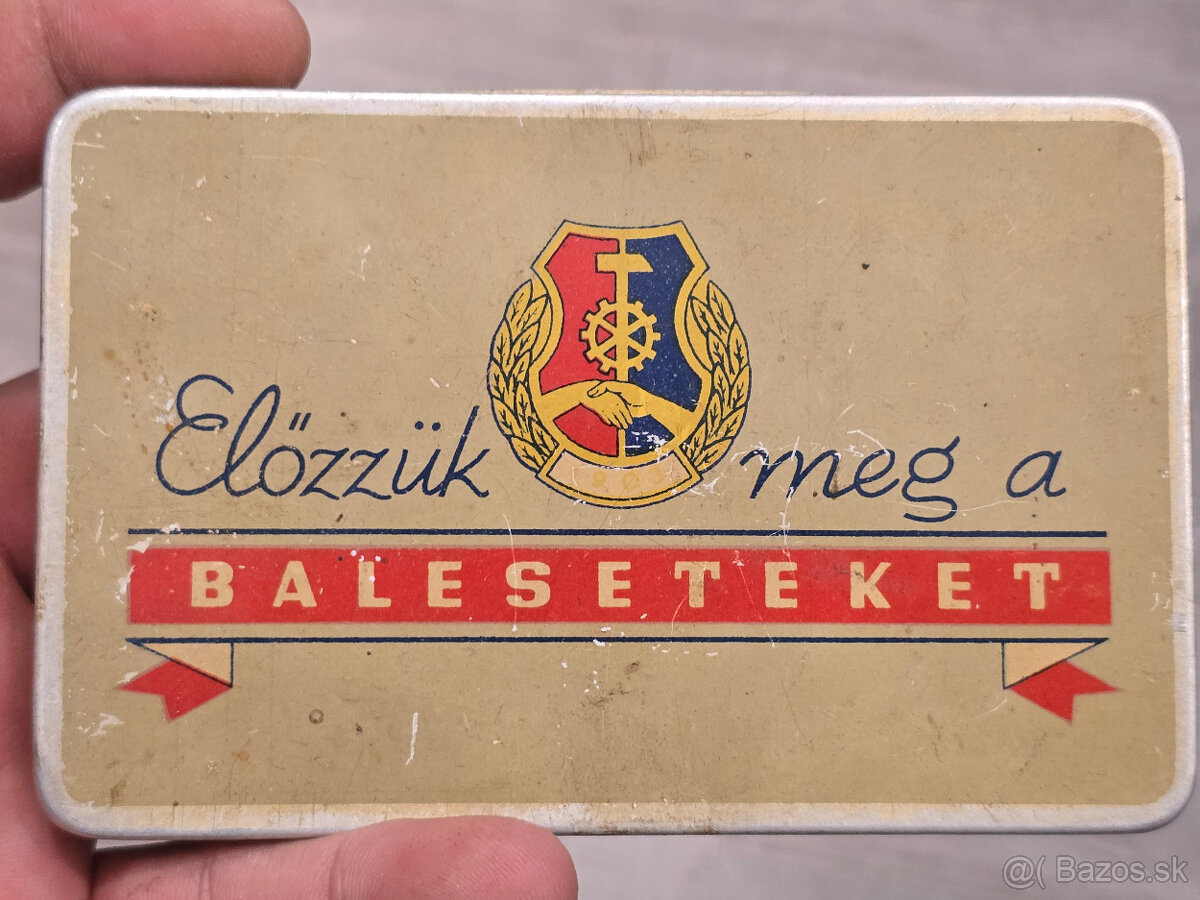 Előzzük meg a
BALESETEKET
@( Bazos.sk